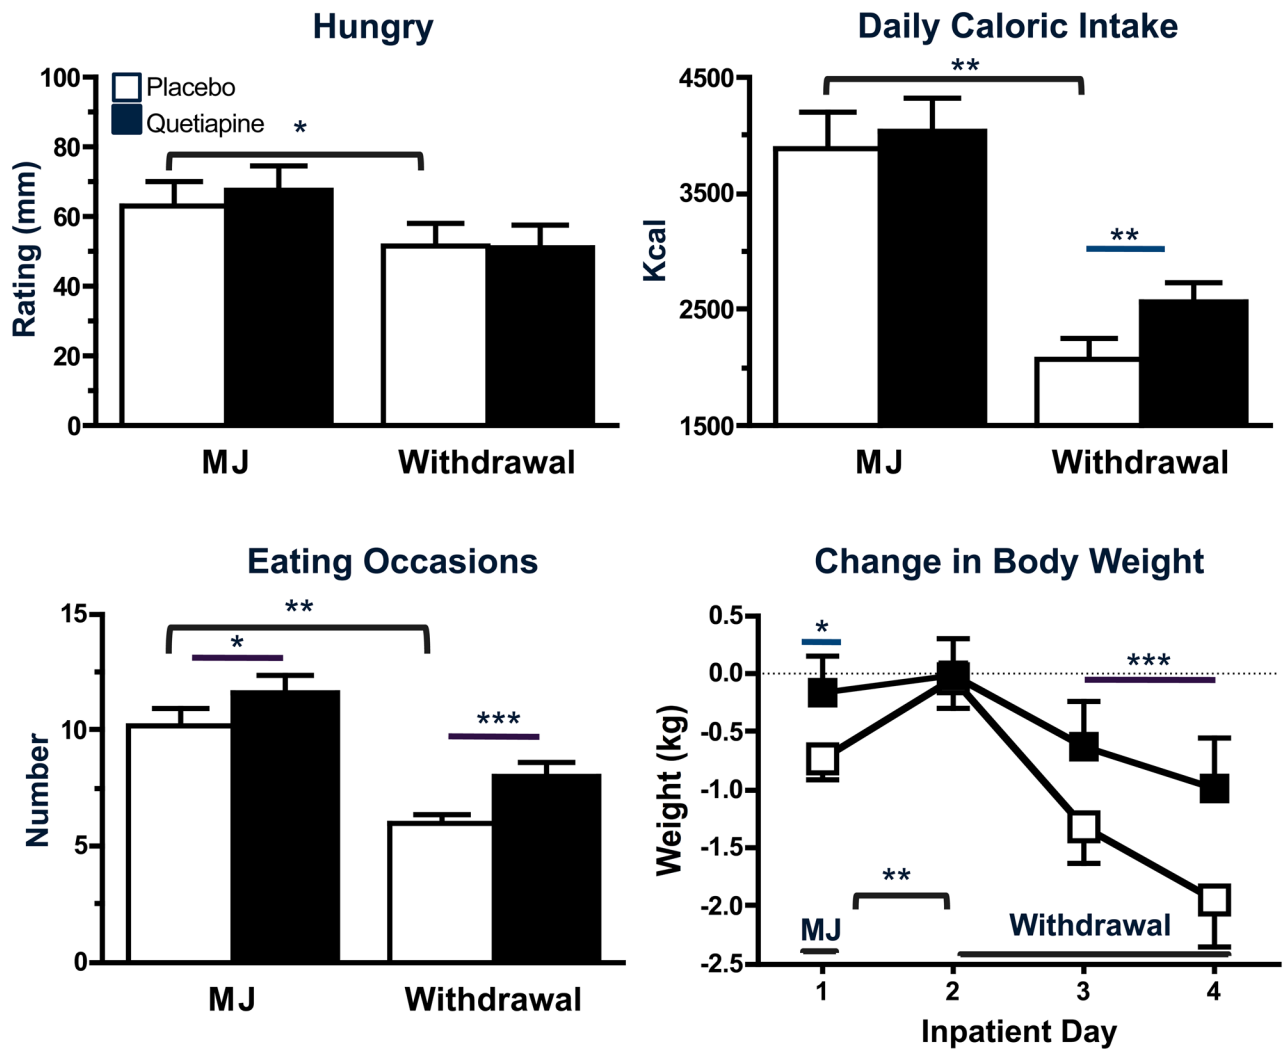 Hungry
100
80
60
40
20
0
Rating (mm)
Placebo
Quetiapine
*
MJ
Withdrawal
Daily Caloric Intake
4500
3500
2500
1500
Kcal
**
**
MJ
Withdrawal
Eating Occasions
15
10
5
0
Number
**
*
***
MJ
Withdrawal
Change in Body Weight
0.5
0.0
-0.5
-1.0
-1.5
-2.0
-2.5
Weight (kg)
*
***
**
MJ
Withdrawal
1 2 3 4
Inpatient Day